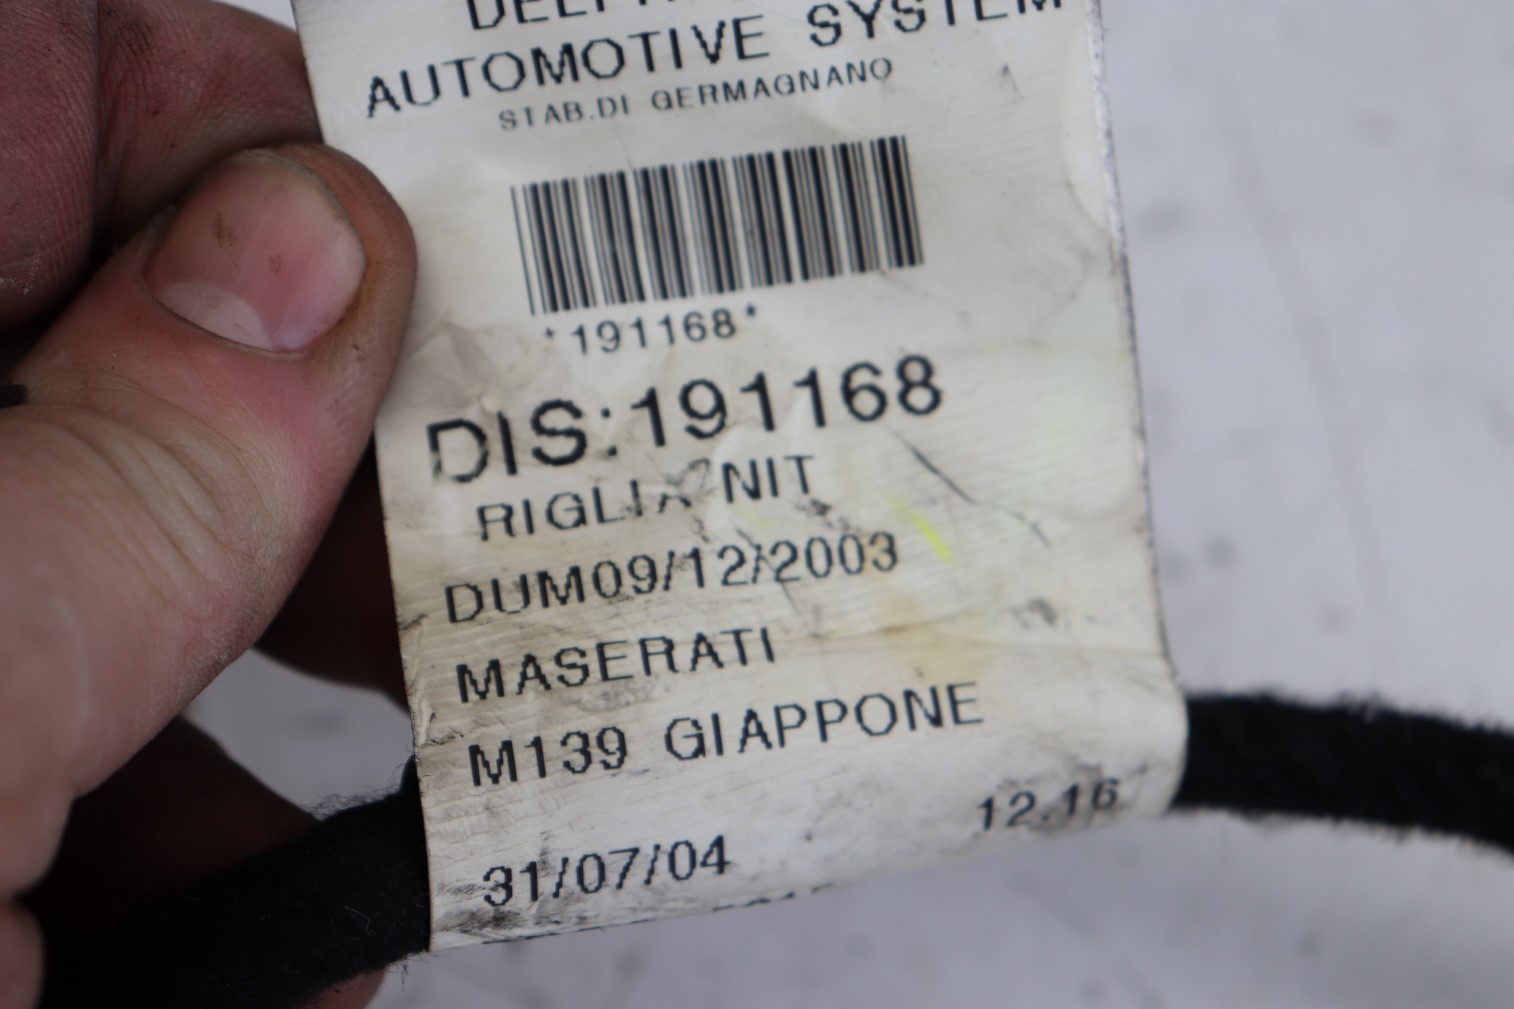 AUTOMOTIVE SYSTEM
STAB.DI GERMAGNANO
*191168*
DIS:191168
NIT
DUM09/12/2003
MASERATI
M139 GIAPPONE
12.16
31/07/04